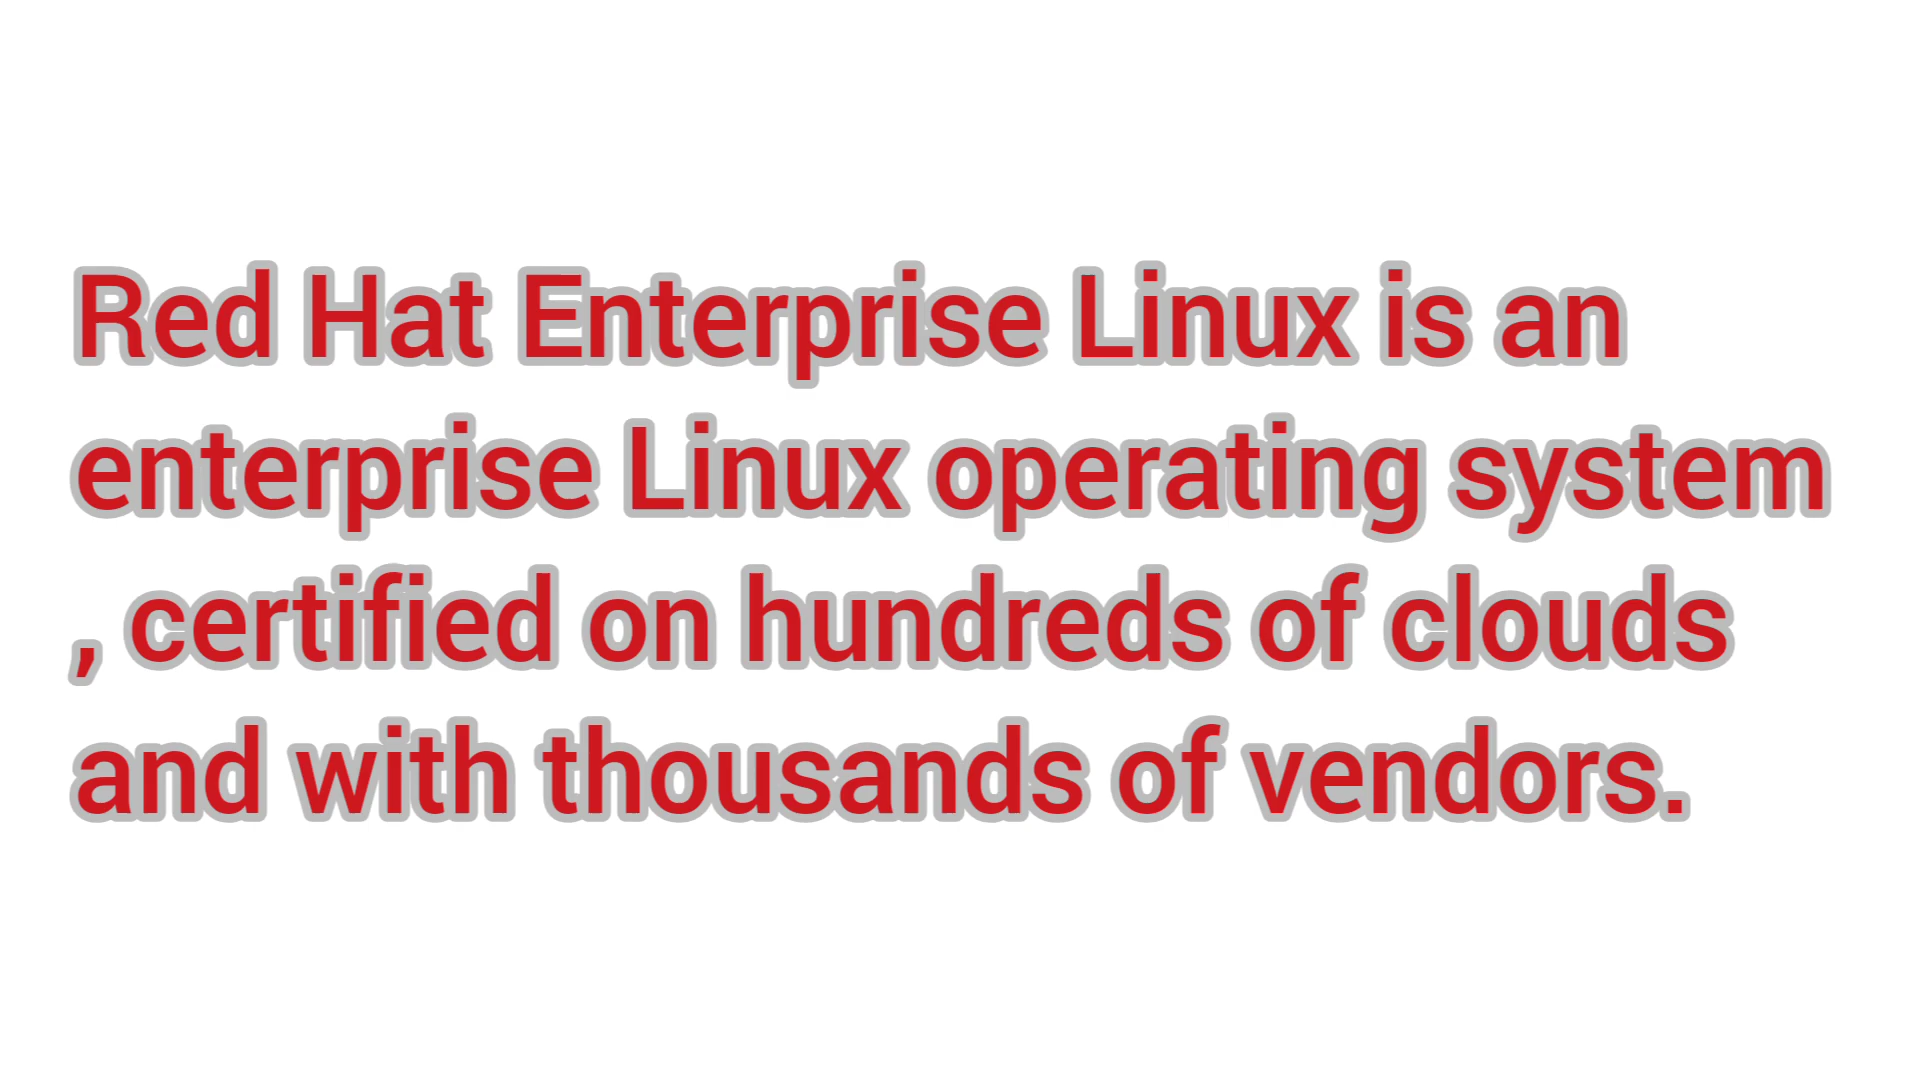 Red Hat Enterprise Linux is an
enterprise Linux operating system
, certified on hundreds of clouds
and with thousands of vendors.